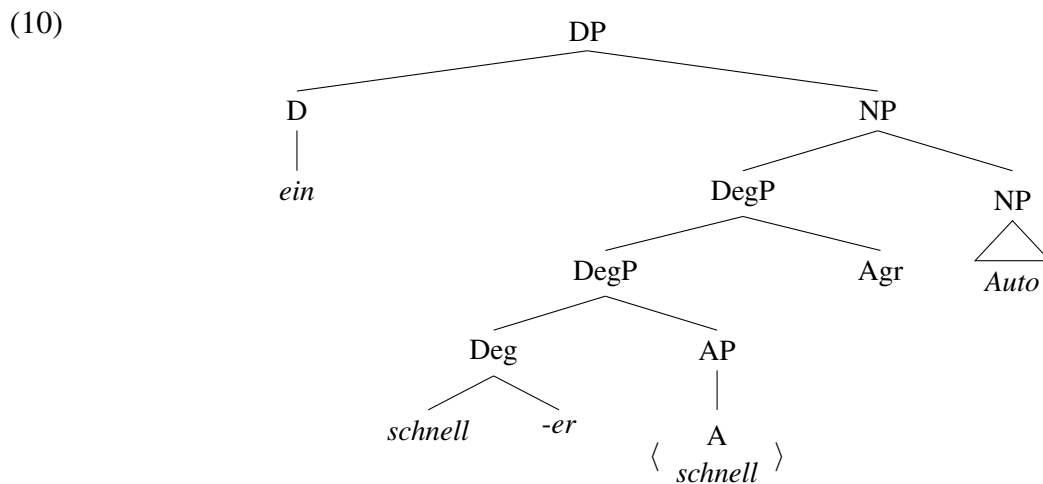 (10)
DP
D NP
ein
DegP NP
DegP Agr Auto
Deg AP
schnell -er A
⟨ schnell ⟩